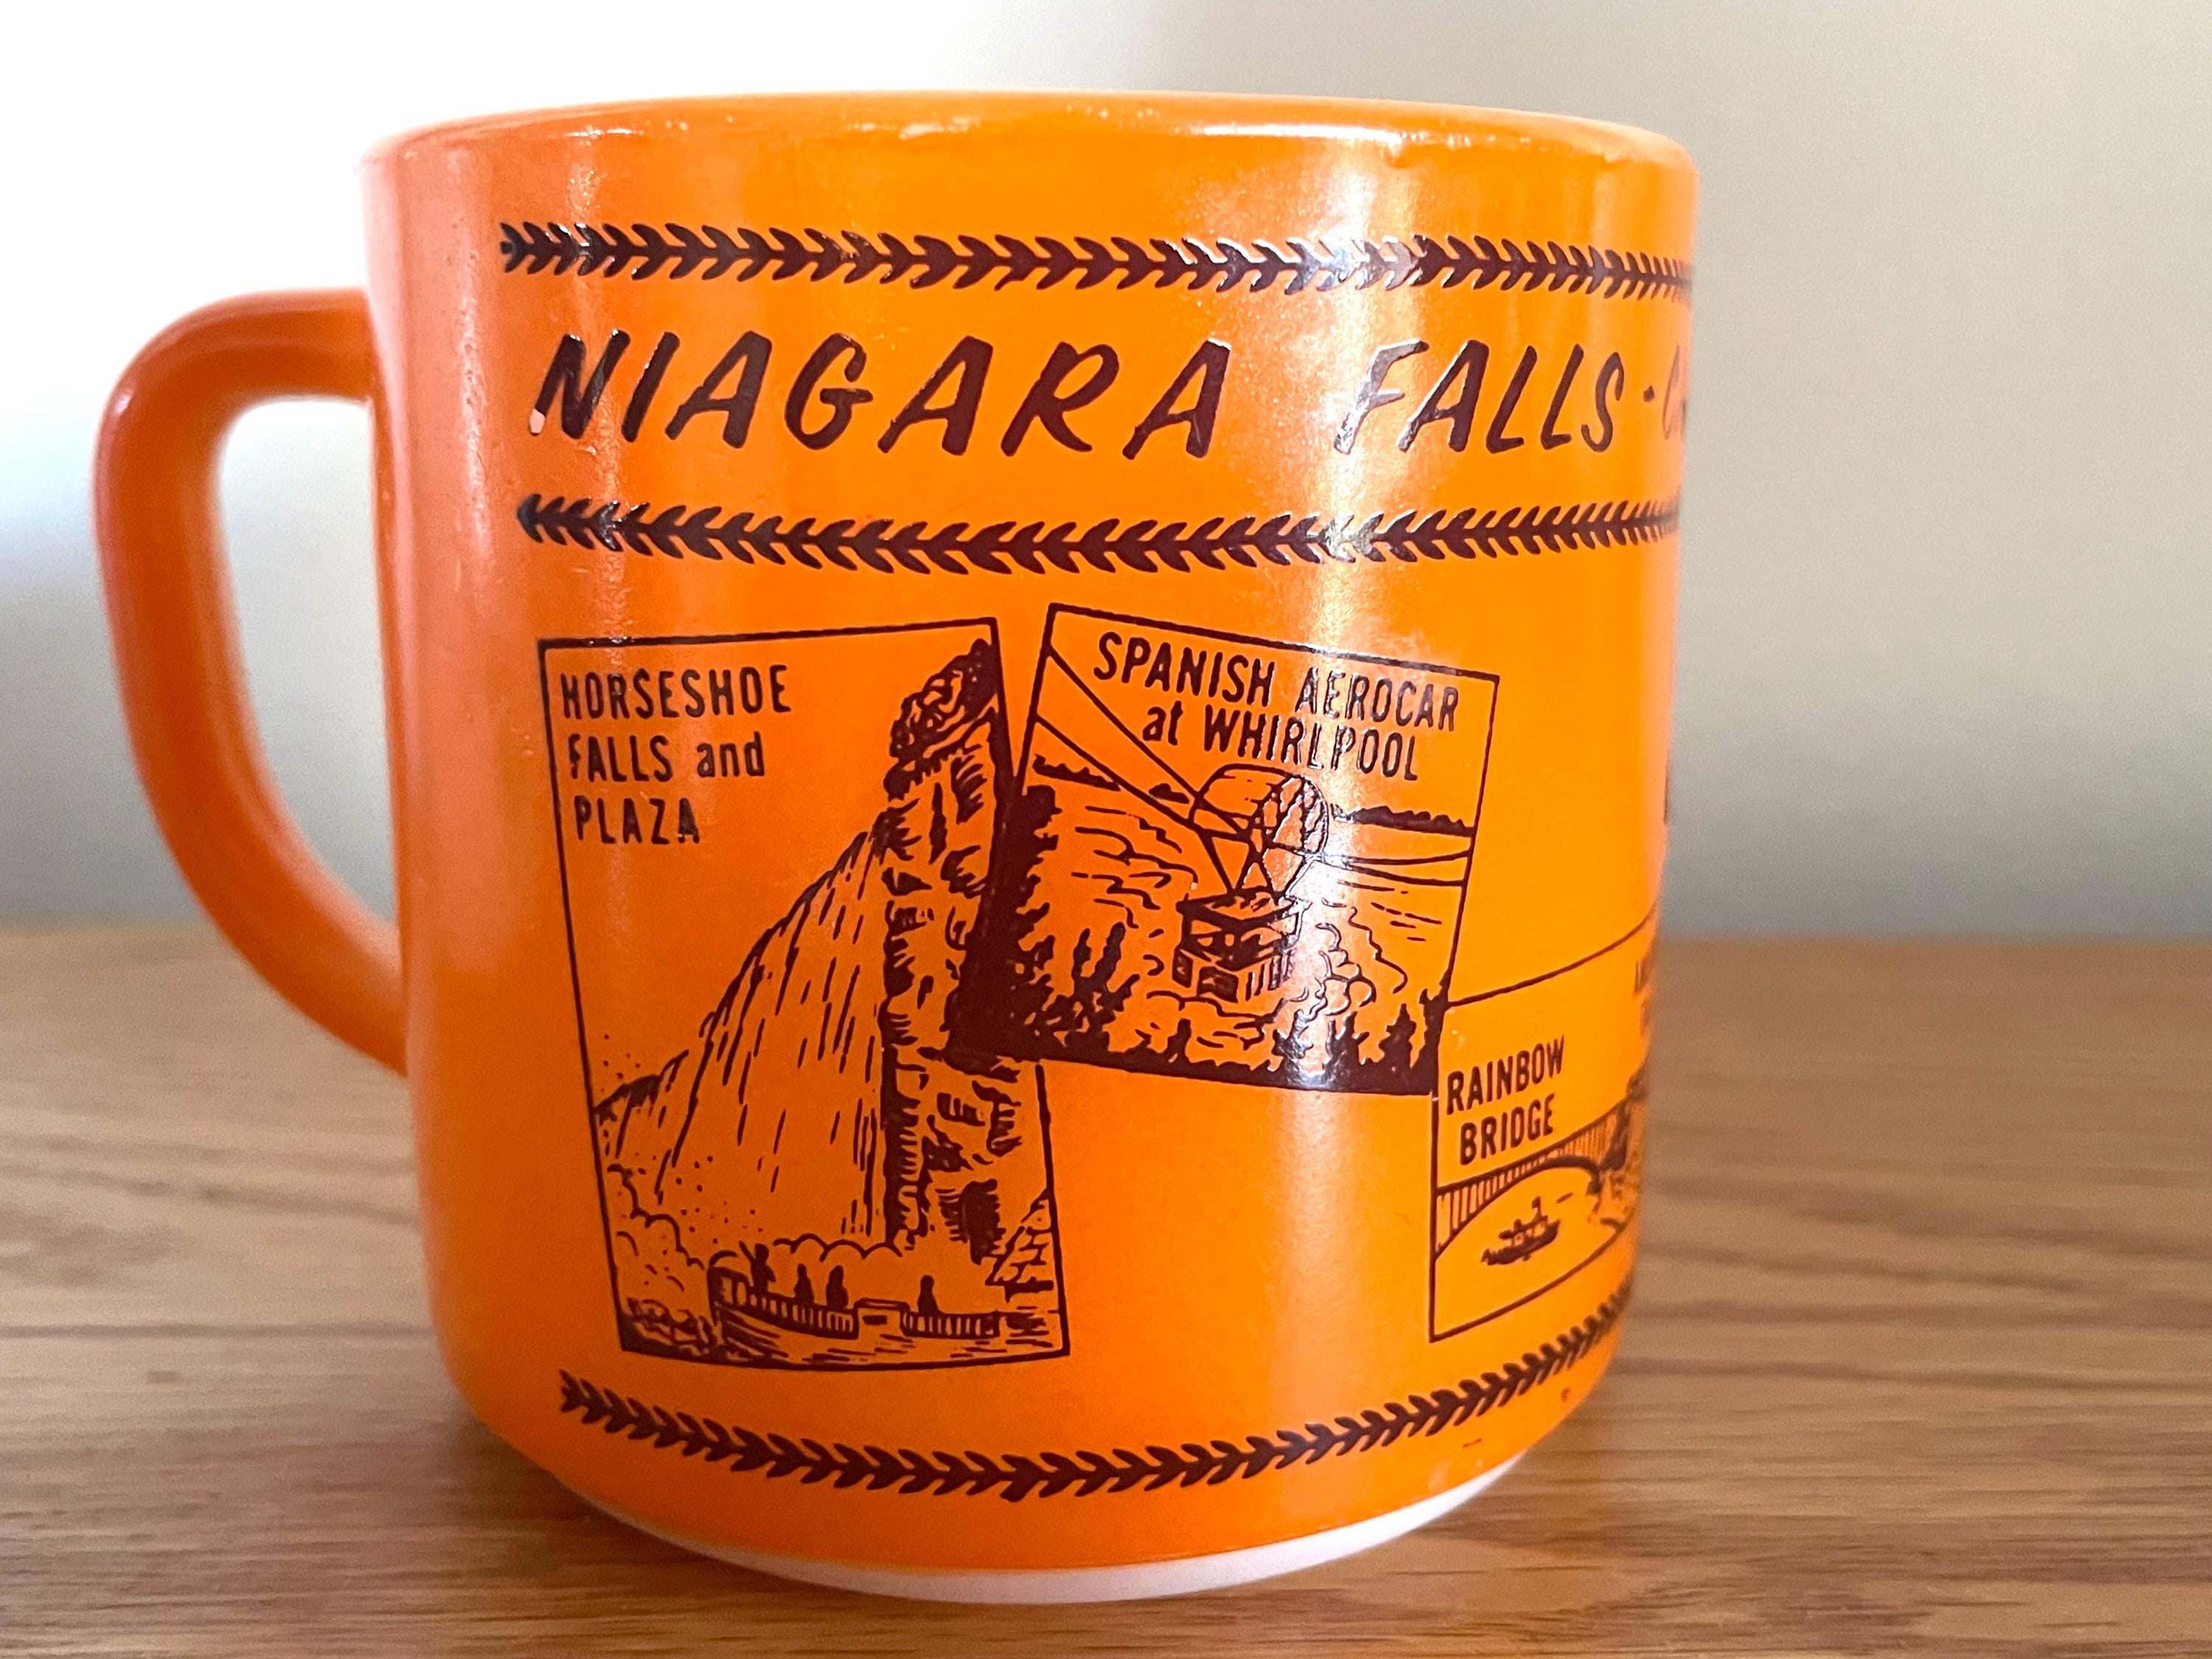 NIAGARA FALLS ·
HORSESHOE
FALLS and
PLAZA
SPANISH AEROCAR
at WHIRLPOOL
RAINBOW
BRIDGE